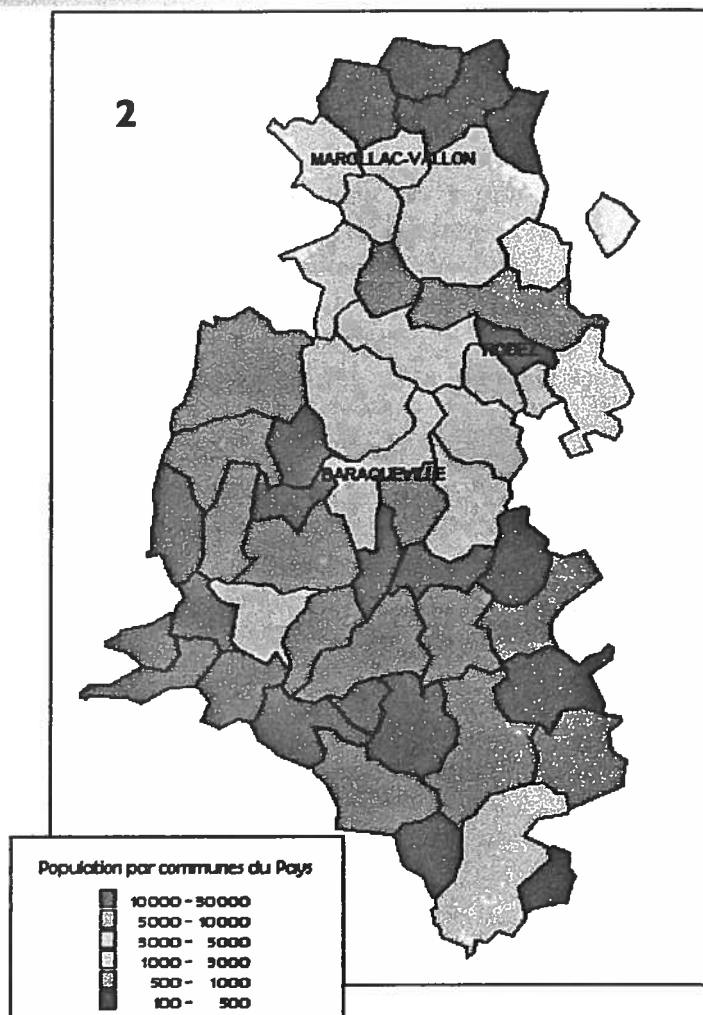 2
MAROLLAC-VALLON
RODEZ
BARAQUEVILLE
Population par communes du Pays
10000 - 30000
5000 - 10000
3000 - 5000
1000 - 3000
500 - 1000
100 - 500